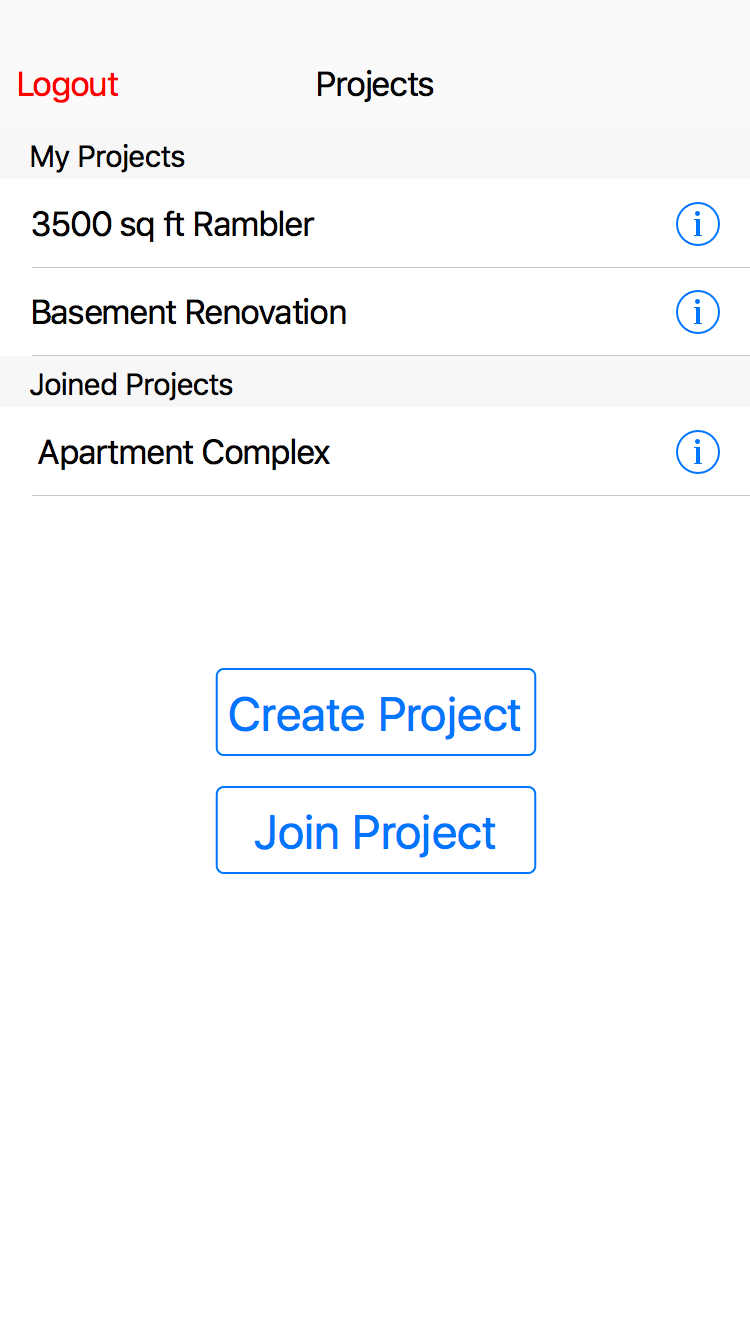 Logout
Projects
My Projects
3500 sq ft Rambler
Basement Renovation
Joined Projects
Apartment Complex
Create Project
Join Project